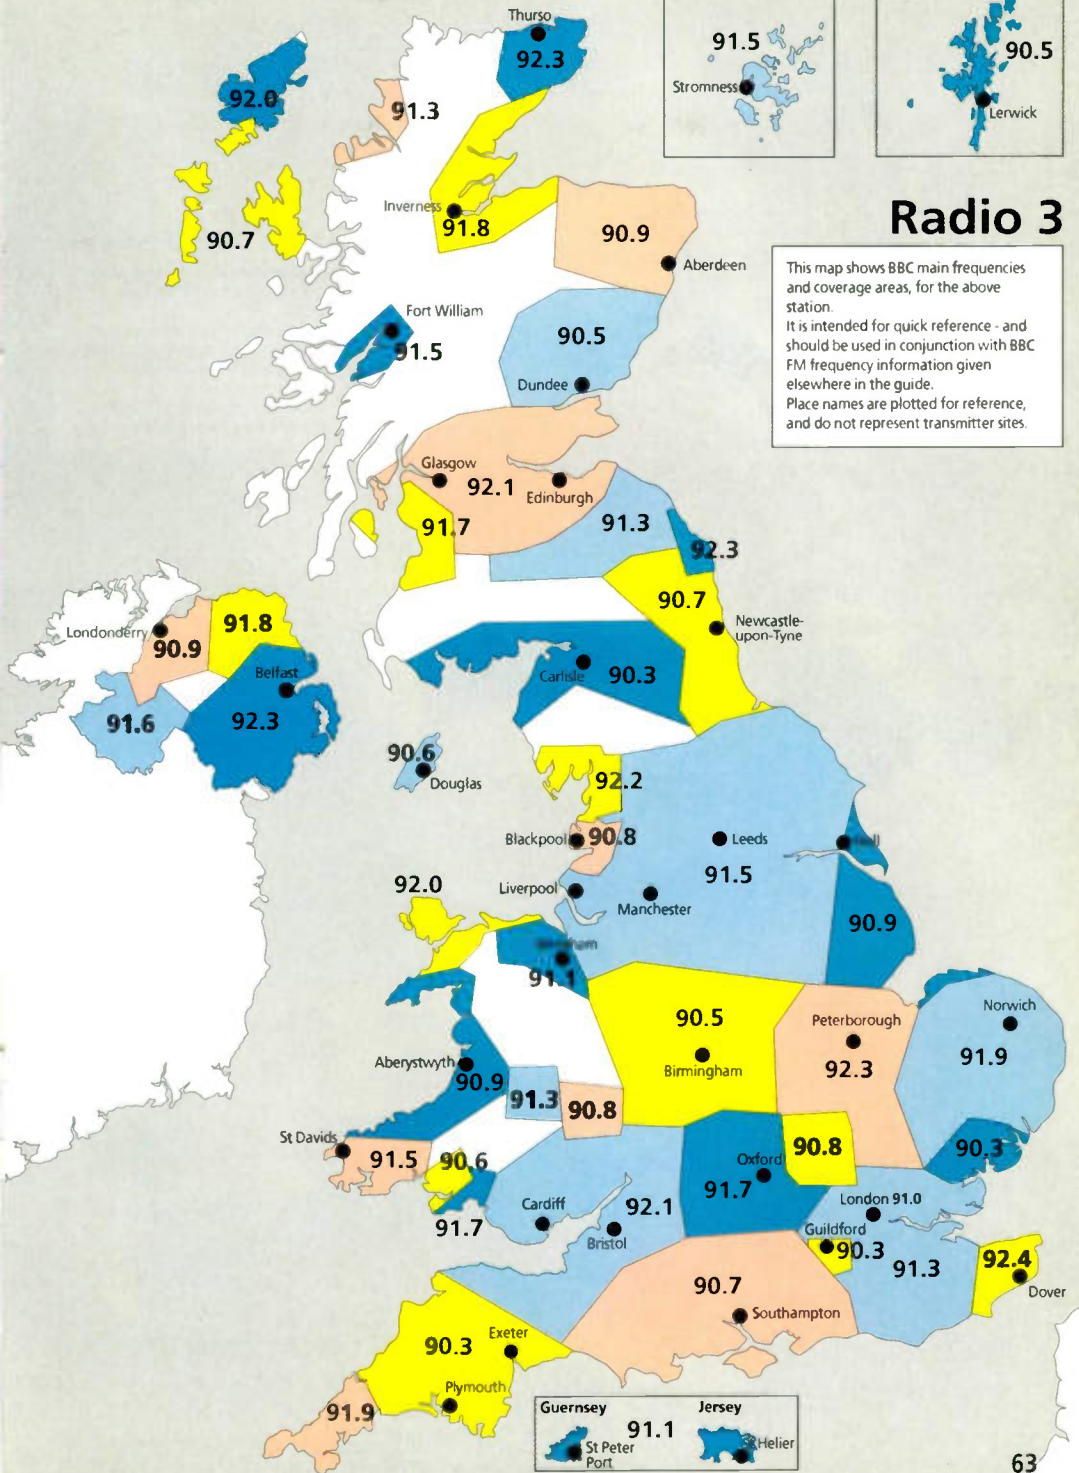 Thurso
92.3
91.5
Stromness
90.5
Lerwick
92.0
91.3
Radio 3
Inverness
91.8
90.7
90.9
Aberdeen
This map shows BBC main frequencies
and coverage areas, for the above
station.
It is intended for quick reference - and
should be used in conjunction with BBC
FM frequency information given
elsewhere in the guide.
Place names are plotted for reference,
and do not represent transmitter sites.
Fort William
91.5
90.5
Dundee
Glasgow
92.1
Edinburgh
91.7
91.3
92.3
90.7
Newcastle-
upon-Tyne
Londonderry
90.9
91.8
Belfast
91.6
92.3
Carlisle
90.3
90.6
Douglas
92.2
Blackpool
90.8
Leeds
91.5
Liverpool
Manchester
92.0
90.9
91.1
90.5
Birmingham
Peterborough
92.3
Norwich
91.9
Aberystwyth
90.9
91.3
90.8
St Davids
91.5
90.6
91.7
Cardiff
92.1
Bristol
Oxford
91.7
90.8
90.3
London 91.0
Guildford
90.3
91.3
92.4
Dover
90.7
Southampton
90.3
Exeter
Plymouth
91.9
Guernsey
Jersey
91.1
St Peter
Port
Helier
63